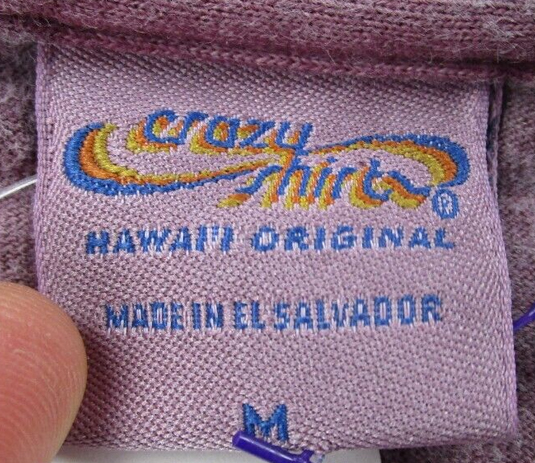 crazy
shirts®
HAWAI'I ORIGINAL
MADE IN EL SALVADOR
M